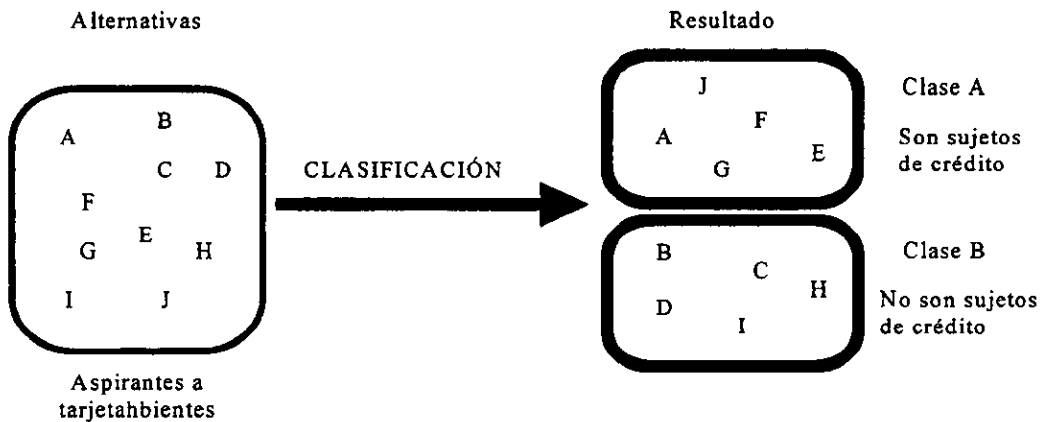 Alternativas
A
B
C D
F
E
G H
I J
Aspirantes a
tarjetahbientes
CLASIFICACIÓN
Resultado
J
F
A
E
G
Clase A
Son sujetos
de crédito
B
C
H
D
I
Clase B
No son sujetos
de crédito